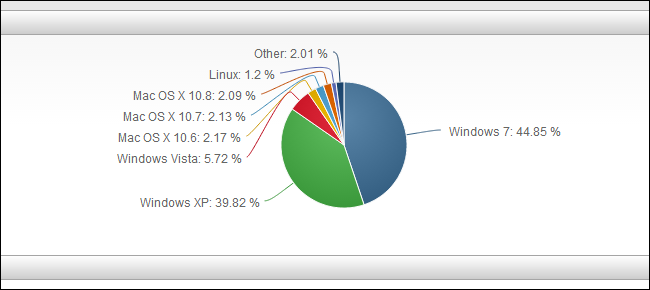 Other: 2.01 %
Linux: 1.2 %
Mac OS X 10.8: 2.09 %
Mac OS X 10.7: 2.13 %
Mac OS X 10.6: 2.17 %
Windows Vista: 5.72 %
Windows XP: 39.82 %
Windows 7: 44.85 %